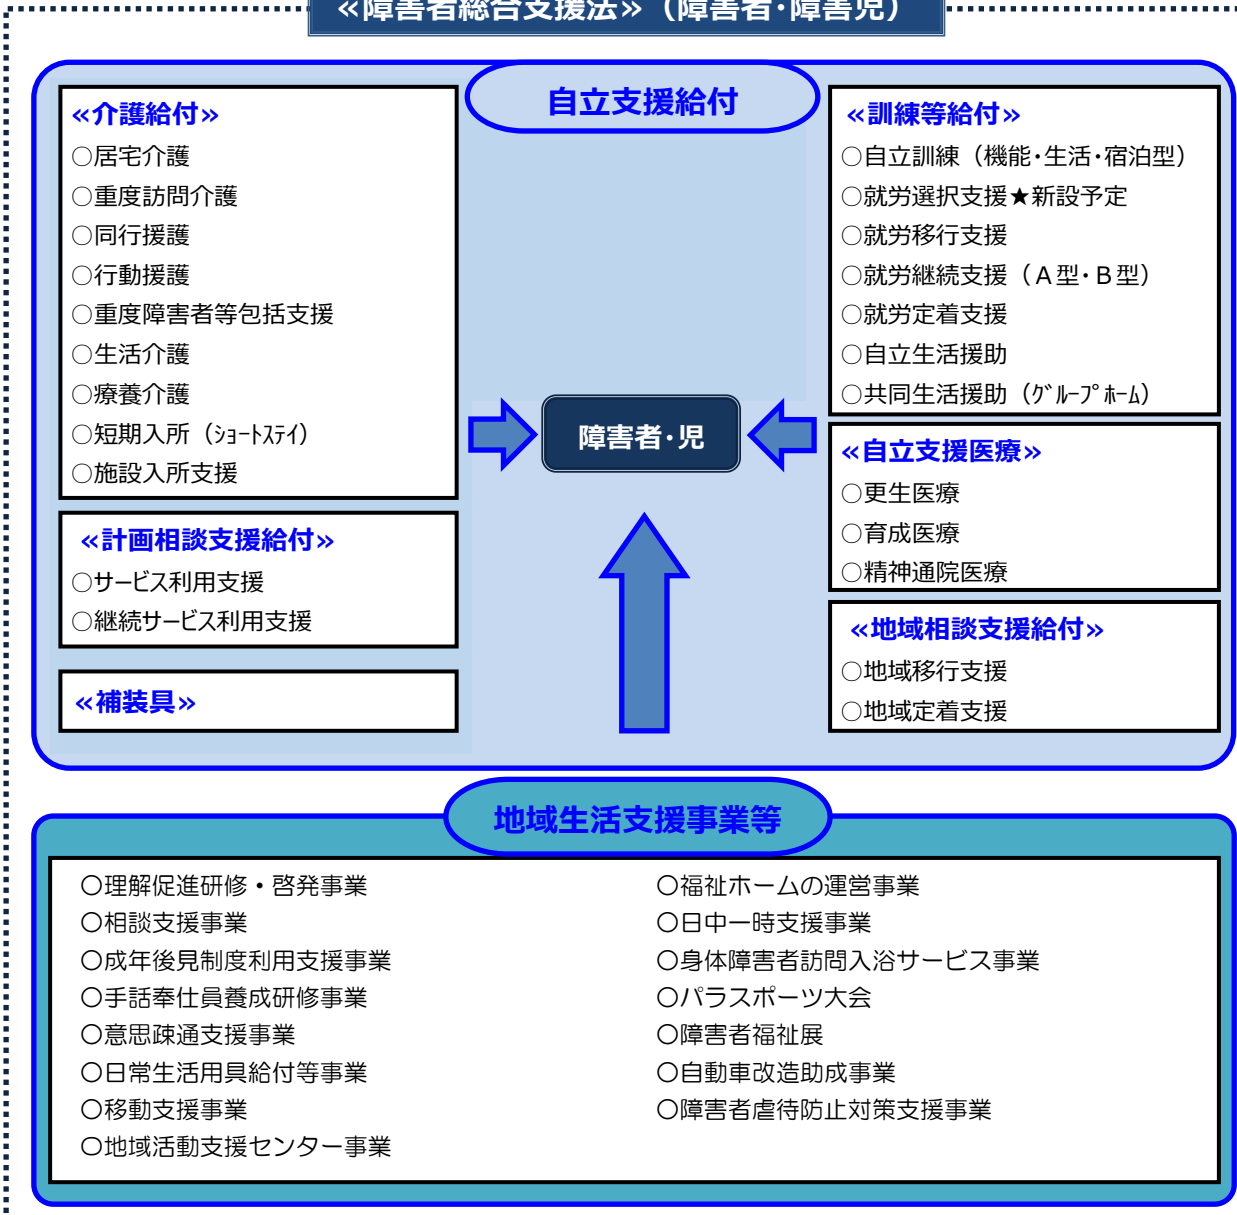 ≪障害者総合支援法≫（障害者・障害児）
自立支援給付
≪介護給付≫
○居宅介護
○重度訪問介護
○同行援護
○行動援護
○重度障害者等包括支援
○生活介護
○療養介護
○短期入所（ｼｮｰﾄｽﾃｲ）
○施設入所支援
≪計画相談支援給付≫
○サービス利用支援
○継続サービス利用支援
≪補装具≫
障害者・児
≪訓練等給付≫
○自立訓練（機能・生活・宿泊型）
○就労選択支援★新設予定
○就労移行支援
○就労継続支援（Ａ型・Ｂ型）
○就労定着支援
○自立生活援助
○共同生活援助（ｸﾞﾙｰﾌﾟﾎｰﾑ）
≪自立支援医療≫
○更生医療
○育成医療
○精神通院医療
≪地域相談支援給付≫
○地域移行支援
○地域定着支援
地域生活支援事業等
〇理解促進研修・啓発事業
〇相談支援事業
〇成年後見制度利用支援事業
〇手話奉仕員養成研修事業
〇意思疎通支援事業
〇日常生活用具給付等事業
〇移動支援事業
〇地域活動支援センター事業
〇福祉ホームの運営事業
〇日中一時支援事業
〇身体障害者訪問入浴サービス事業
〇パラスポーツ大会
〇障害者福祉展
〇自動車改造助成事業
〇障害者虐待防止対策支援事業